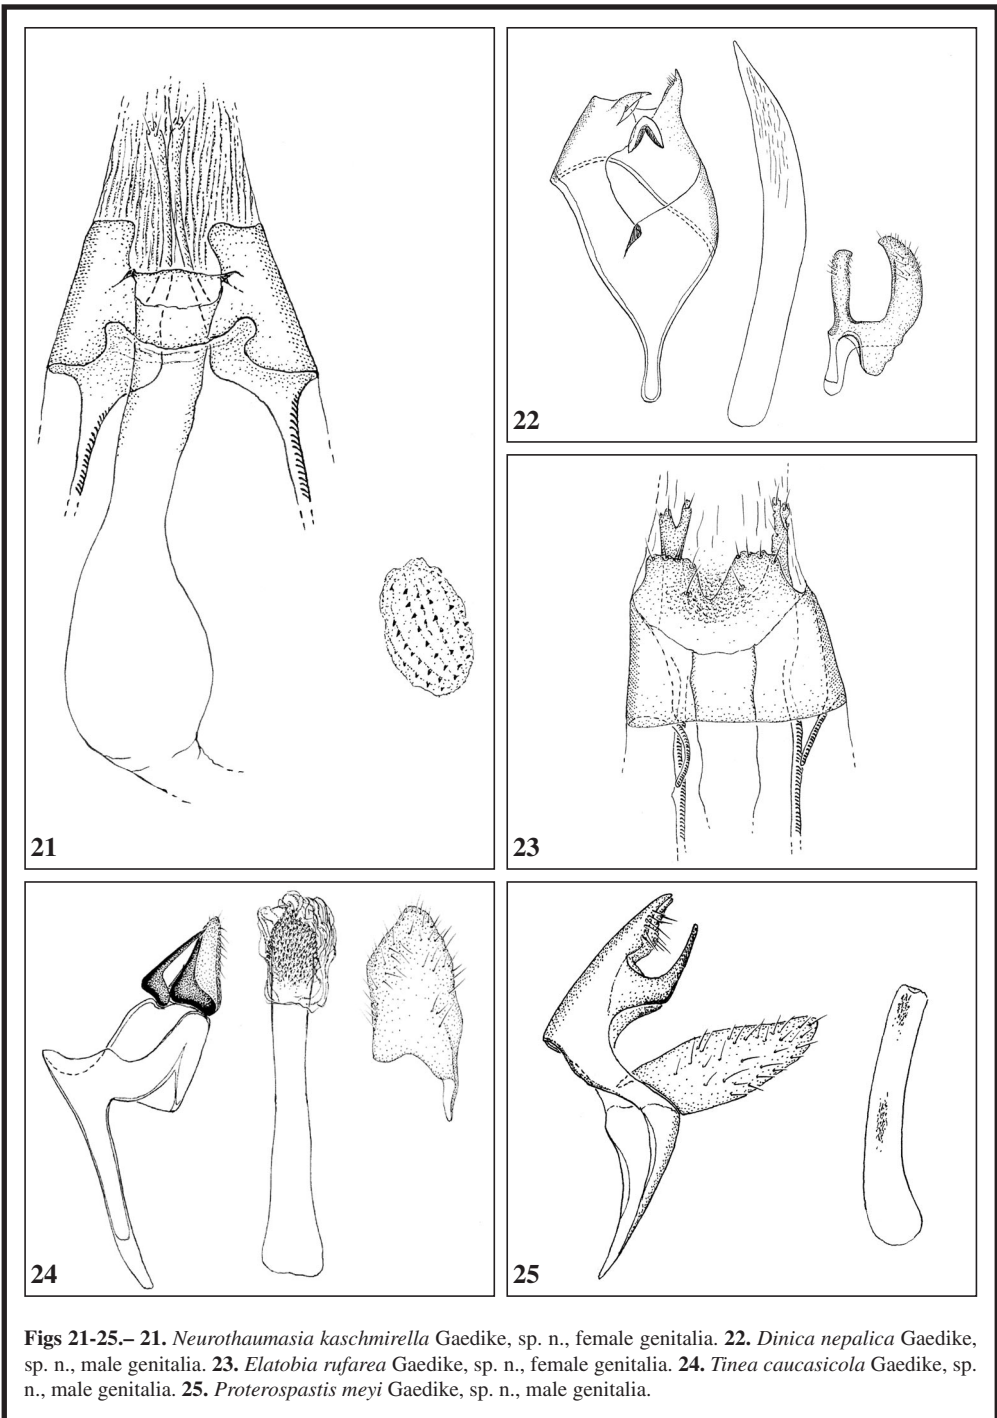 21
22
23
24
25
Figs 21-25.– 21. Neurothaumasia kaschmirella Gaedike, sp. n., female genitalia. 22. Dinica nepalica Gaedike,
sp. n., male genitalia. 23. Elatobia rufarea Gaedike, sp. n., female genitalia. 24. Tinea caucasicola Gaedike, sp.
n., male genitalia. 25. Proterospastis meyi Gaedike, sp. n., male genitalia.